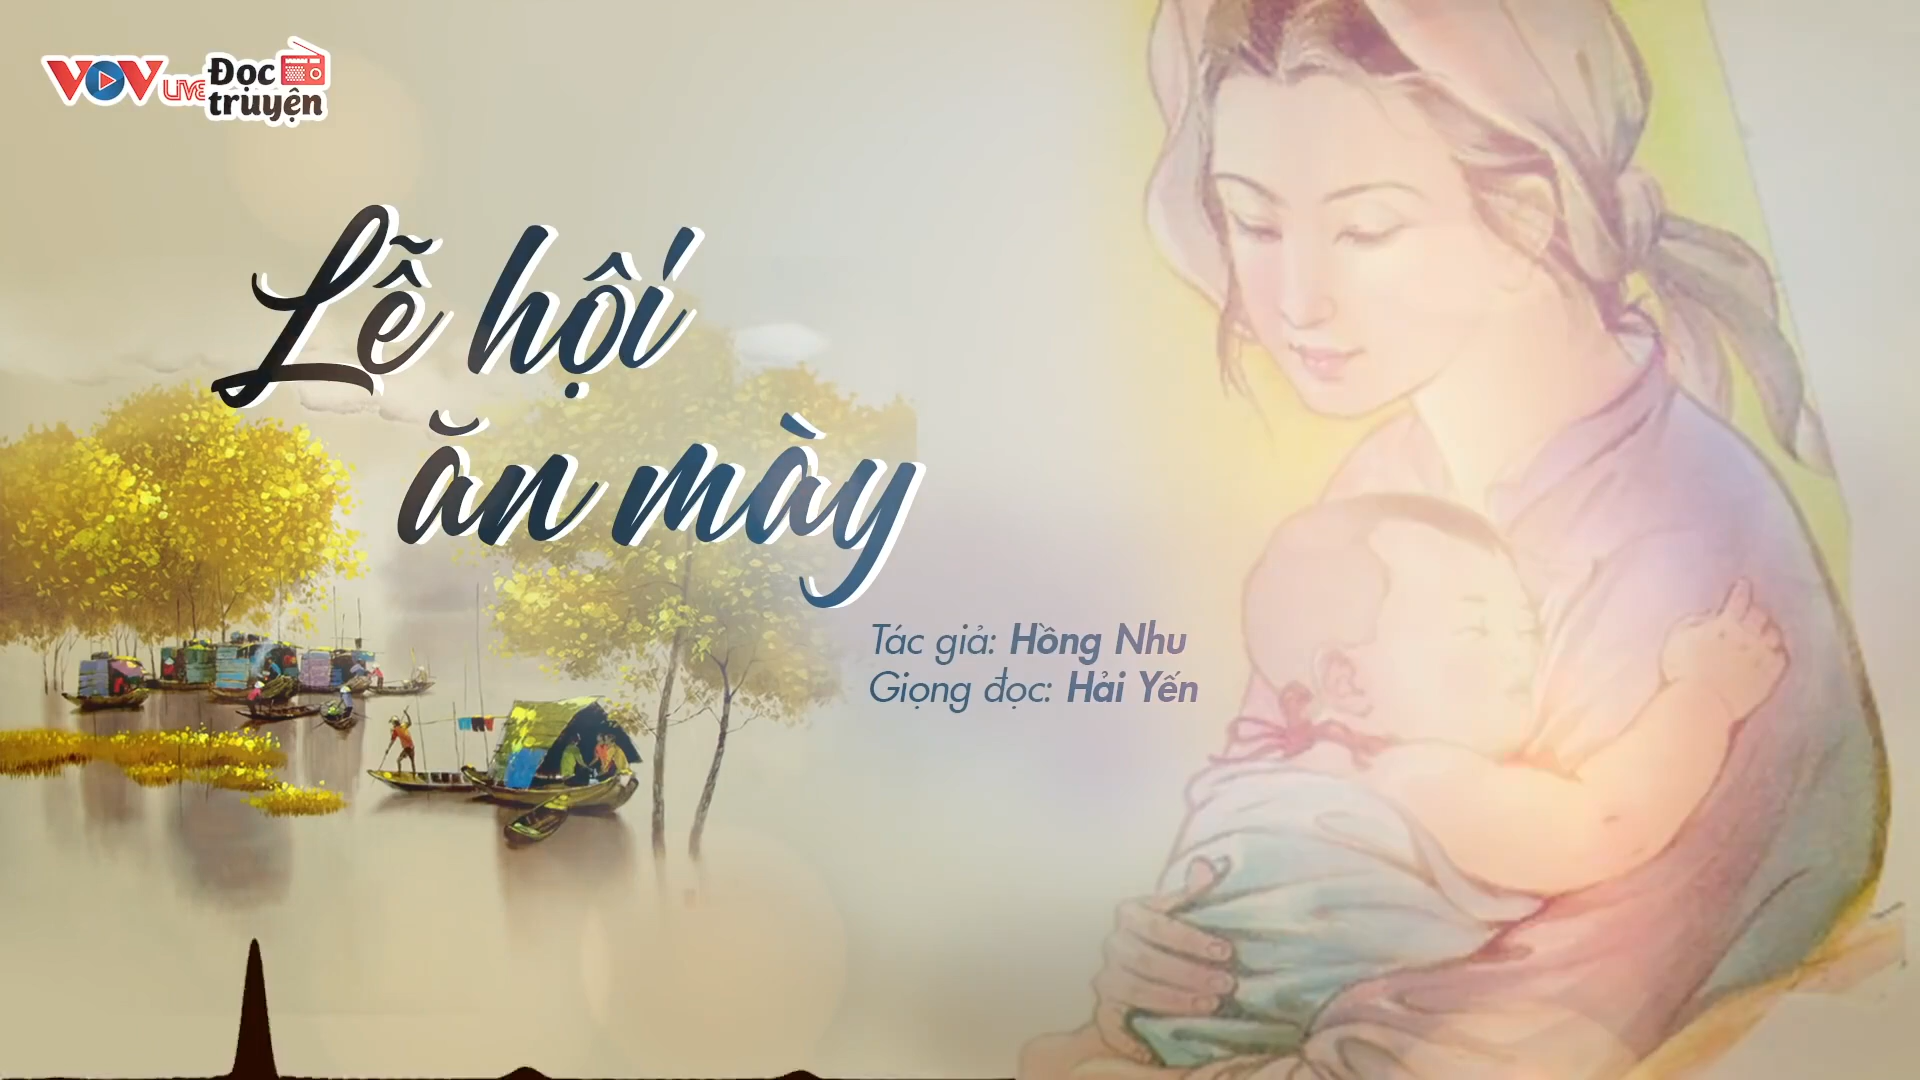 VOV LIVE Đọc
truyện
Lễ hội
ăn mày
Tác giả: Hồng Nhu
Giọng đọc: Hải Yến